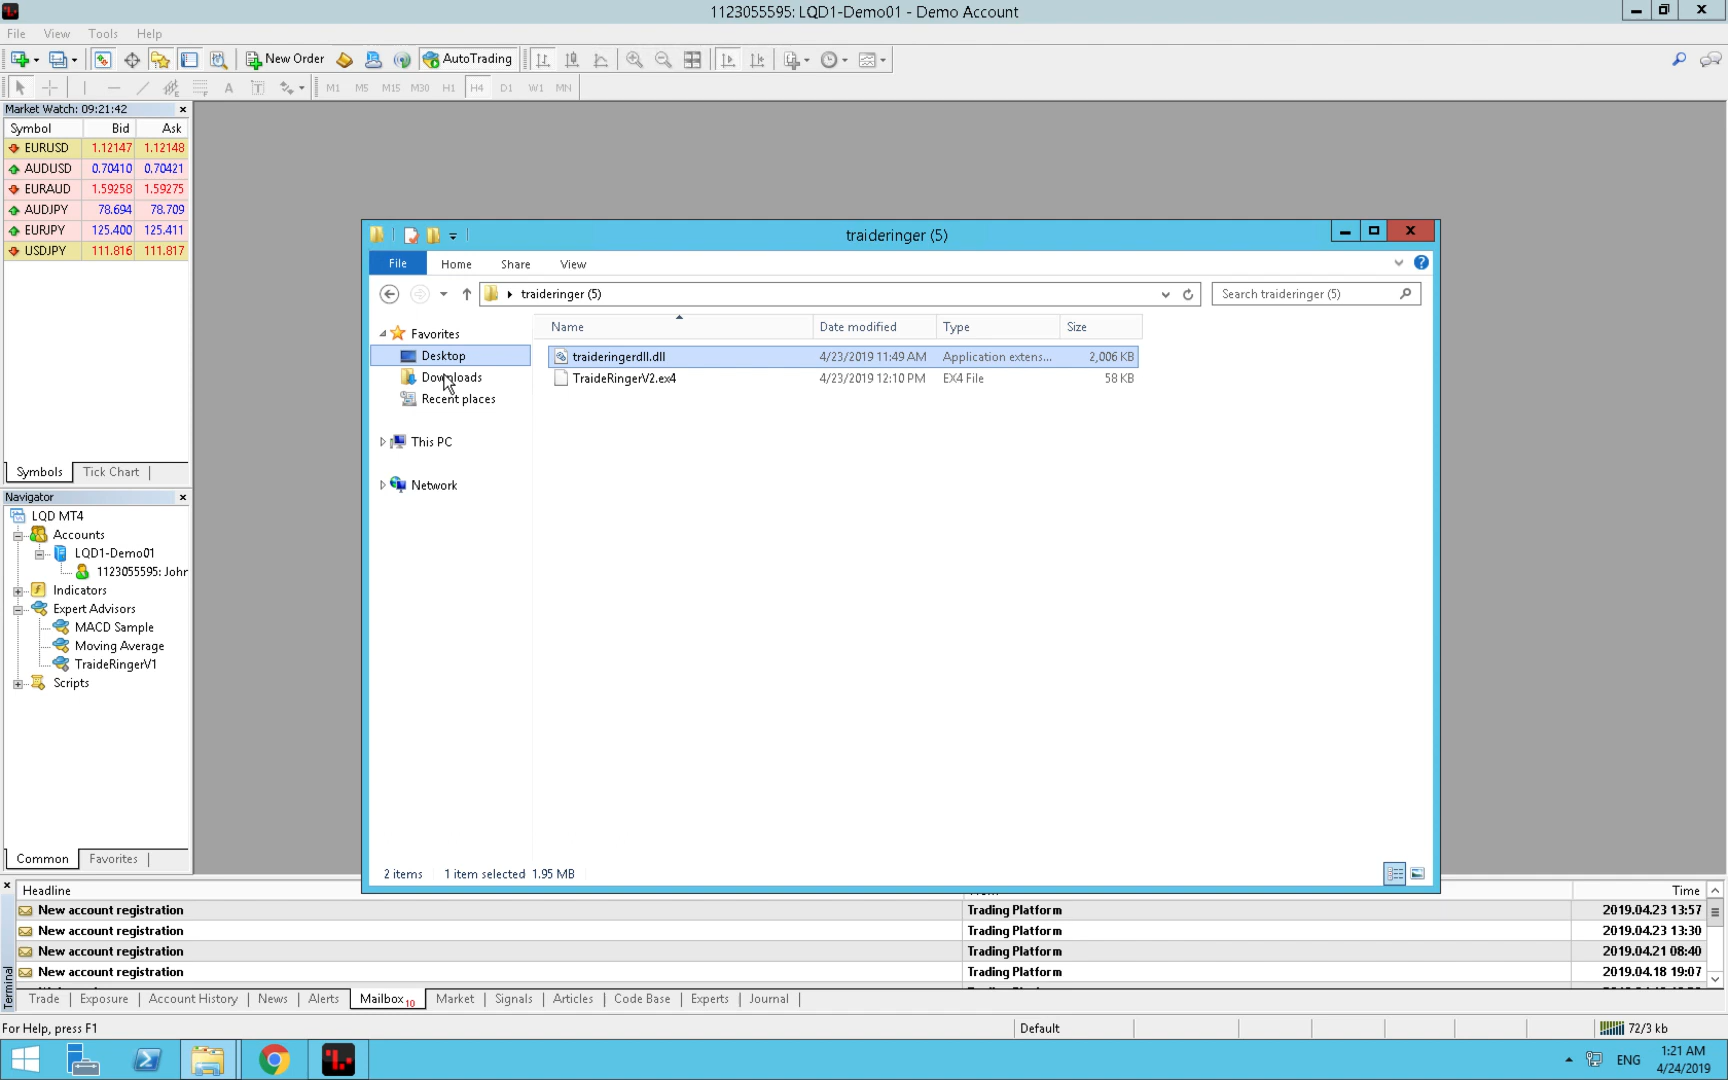 1123055595: LQD1-Demo01 - Demo Account
File View Tools Help
New Order AutoTrading
A T M1 M5 M15 M30 H1 H4 D1 W1 MN
Market Watch: 09:21:42
Symbol Bid Ask
EURUSD 1.12147 1.12148
AUDUSD 0.70410 0.70421
EURAUD 1.59258 1.59275
AUDJPY 78.694 78.709
EURJPY 125.400 125.411
USDJPY 111.816 111.817
Symbols Tick Chart
Navigator
LQD MT4
Accounts
LQD1-Demo01
1123055595: John
Indicators
Expert Advisors
MACD Sample
Moving Average
TraideRingerV1
Scripts
Common Favorites
traideringer (5)
File Home Share View
traideringer (5)
Search traideringer (5)
Favorites
Desktop
Downloads
Recent places
This PC
Network
Name Date modified Type Size
traideringerdll.dll 4/23/2019 11:49 AM Application extens... 2,006 KB
TraideRingerV2.ex4 4/23/2019 12:10 PM EX4 File 58 KB
2 items 1 item selected 1.95 MB
Headline Time
New account registration Trading Platform 2019.04.23 13:57
New account registration Trading Platform 2019.04.23 13:30
New account registration Trading Platform 2019.04.21 08:40
New account registration Trading Platform 2019.04.18 19:07
Terminal
Trade Exposure Account History News Alerts Mailbox 10 Market Signals Articles Code Base Experts Journal
For Help, press F1 Default 72/3 kb
ENG 1:21 AM
4/24/2019